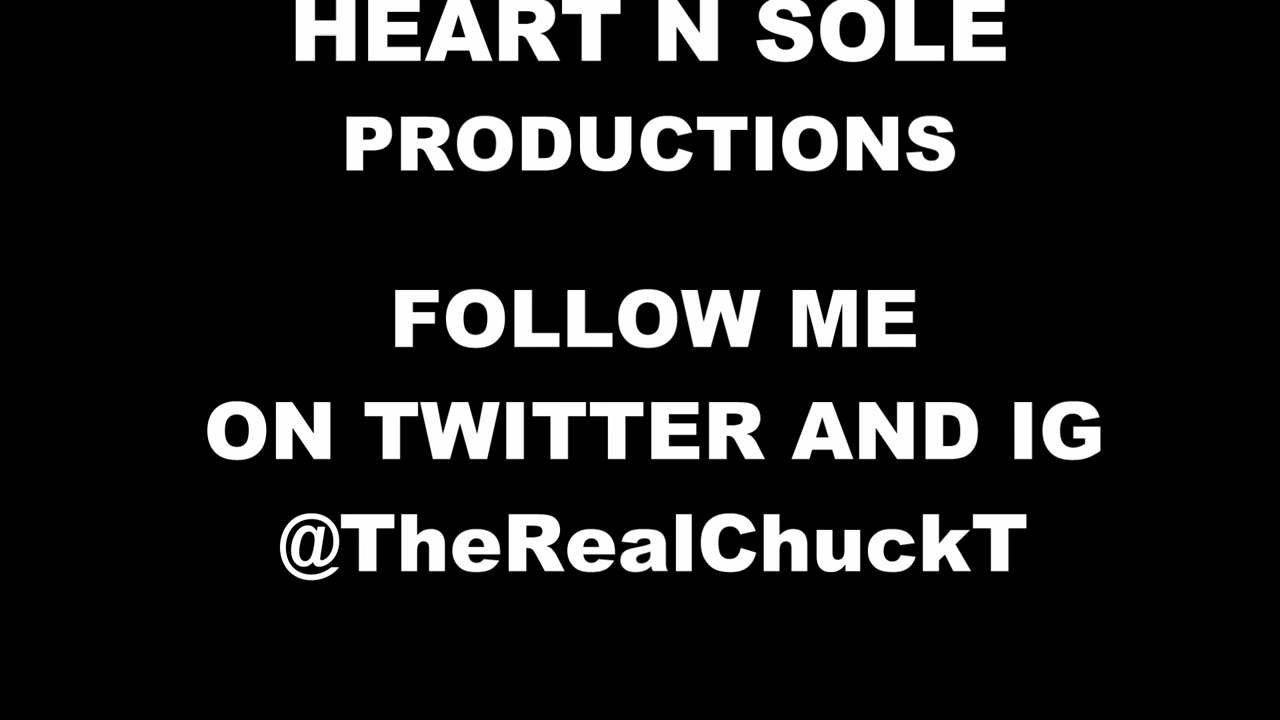 HEART N SOLE
PRODUCTIONS
FOLLOW ME
ON TWITTER AND IG
@TheRealChuckT